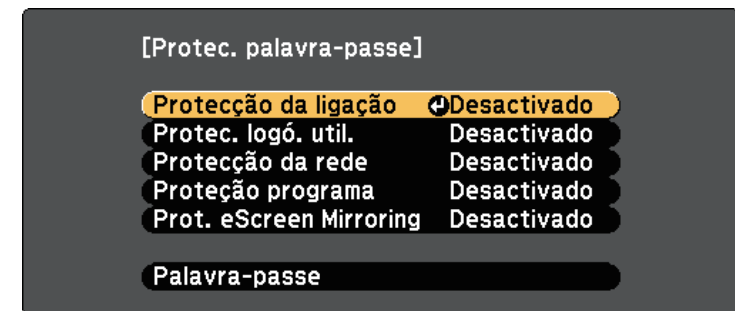 [Protec. palavra-passe]
Protecção da ligação Desactivado
Protec. logó. util. Desactivado
Protecção da rede Desactivado
Proteção programa Desactivado
Prot. eScreen Mirroring Desactivado
Palavra-passe